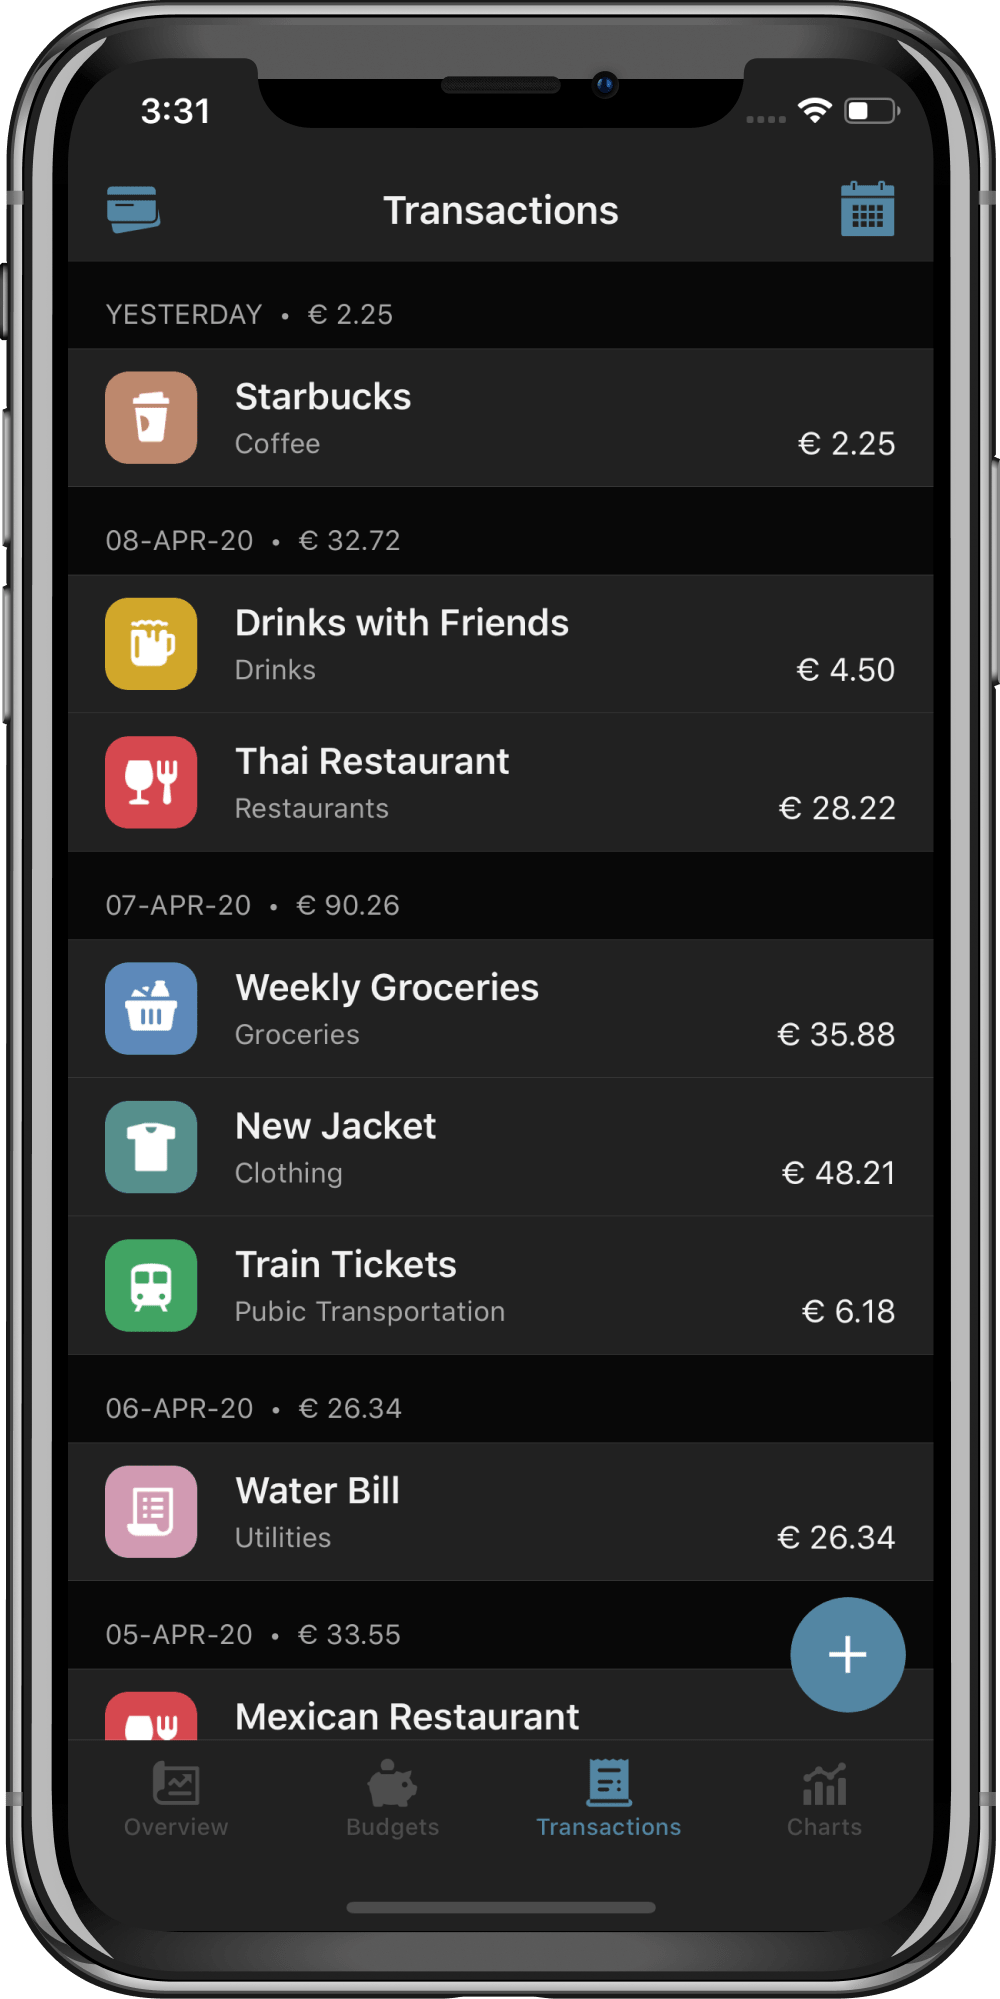 3:31
Transactions
YESTERDAY • € 2.25
Starbucks
Coffee
€ 2.25
08-APR-20 • € 32.72
Drinks with Friends
Drinks
€ 4.50
Thai Restaurant
Restaurants
€ 28.22
07-APR-20 • € 90.26
Weekly Groceries
Groceries
€ 35.88
New Jacket
Clothing
€ 48.21
Train Tickets
Pubic Transportation
€ 6.18
06-APR-20 • € 26.34
Water Bill
Utilities
€ 26.34
05-APR-20 • € 33.55
+
Mexican Restaurant
Overview
Budgets
Transactions
Charts